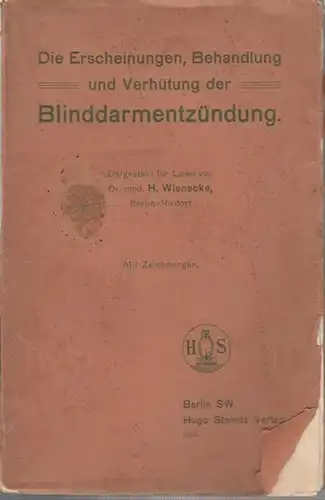 Die Erscheinungen, Behandlung
und Verhütung der
Blinddarmentzündung.
Dargestellt für Laien von
Dr. med. H. Wienecke,
Berlin-Rixdorf.
Mit Zeichnungen.
H S
Berlin SW
Hugo Steinitz Verlag